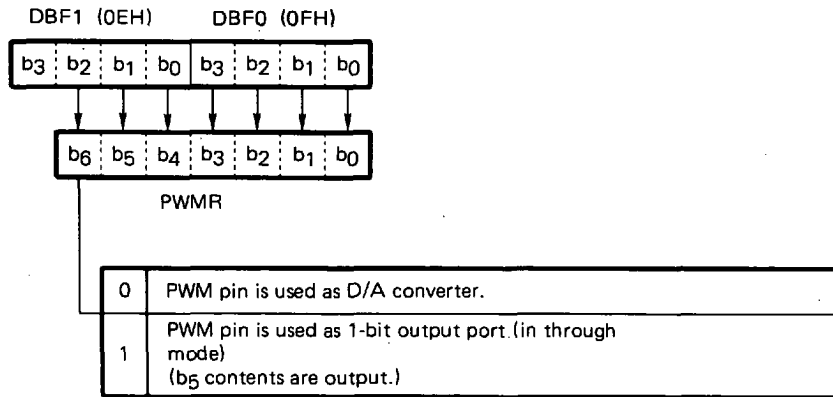 DBF1 (0EH) DBF0 (0FH)
b3 b2 b1 b0 b3 b2 b1 b0
b6 b5 b4 b3 b2 b1 b0
PWMR
0 PWM pin is used as D/A converter.
PWM pin is used as 1-bit output port.(in through
1 mode)
(b5 contents are output.)